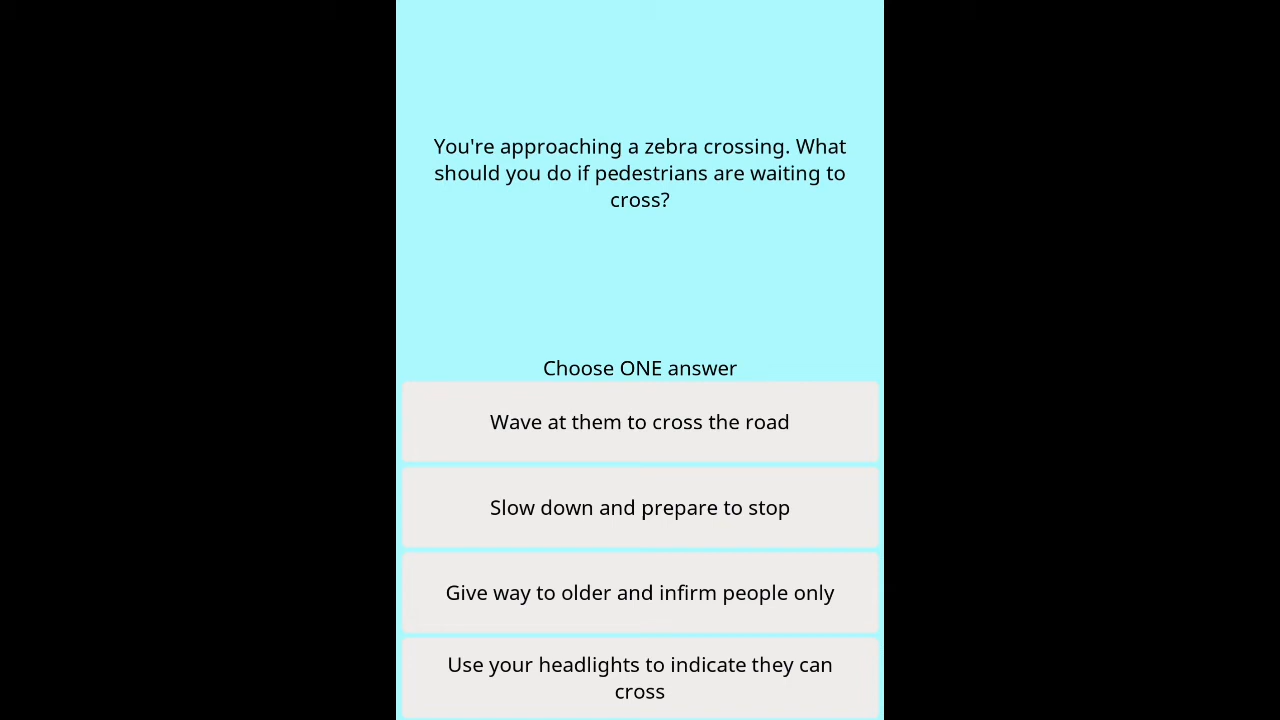 You're approaching a zebra crossing. What
should you do if pedestrians are waiting to
cross?
Choose ONE answer
Wave at them to cross the road
Slow down and prepare to stop
Give way to older and infirm people only
Use your headlights to indicate they can
cross